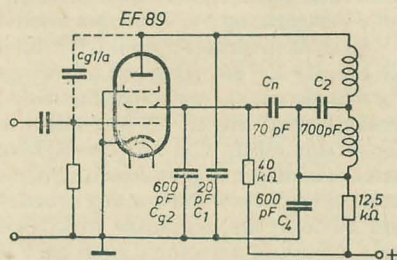 EF 89
cg1/a
Cn
C2
70 pF
700pF
600
pF
Cg2
20
pF
C1
40
kΩ
600
pF
C4
12,5
kΩ
+